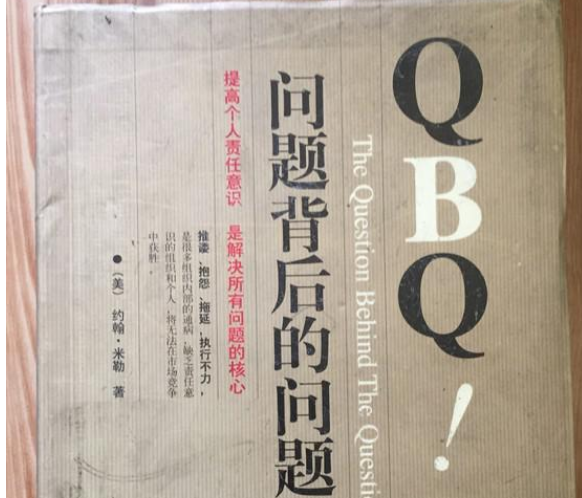 QBQ!
The Question Behind The Questi
问题背后的问题
提高个人责任意识 是解决所有问题的核心
推诿、抱怨、拖延、执行不力，
是很多组织内部的通病，缺乏责任意
识的组织和个人，将无法在市场竞争
中获胜。
●（美）约翰·米勒 著